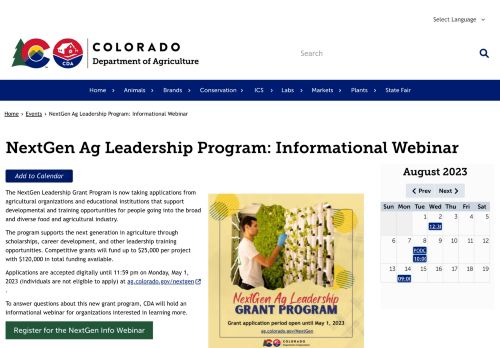 Select Language
CDA
COLORADO
Department of Agriculture
Search
Home Animals Brands Conservation ICS Labs Markets Plants State Fair
Home › Events › NextGen Ag Leadership Program: Informational Webinar
NextGen Ag Leadership Program: Informational Webinar
Add to Calendar
The NextGen Leadership Grant Program is now taking applications from
agricultural organizations and educational institutions that support
developmental and training opportunities for people going into the broad
and diverse food and agricultural industry.
The program supports the next generation in agriculture through
scholarships, career development, and other leadership training
opportunities. Competitive grants will fund up to $25,000 per project
with $120,000 in total funding available.
Applications are accepted digitally until 11:59 pm on Monday, May 1,
2023 (individuals are not eligible to apply) at ag.colorado.gov/nextgen
.
To answer questions about this new grant program, CDA will hold an
informational webinar for organizations interested in learning more.
Register for the NextGen Info Webinar
NextGen Ag Leadership
GRANT PROGRAM
Grant application period open until May 1, 2023
ag.colorado.gov/nextGen
COLORADO
Department of Agriculture
August 2023
Prev Next
Sun Mon Tue Wed Thu Fri Sat
1 2 3 4 5
12:30
6 7 8 9 10 11 12
10:00
13 14 15 16 17 18 19
09:00